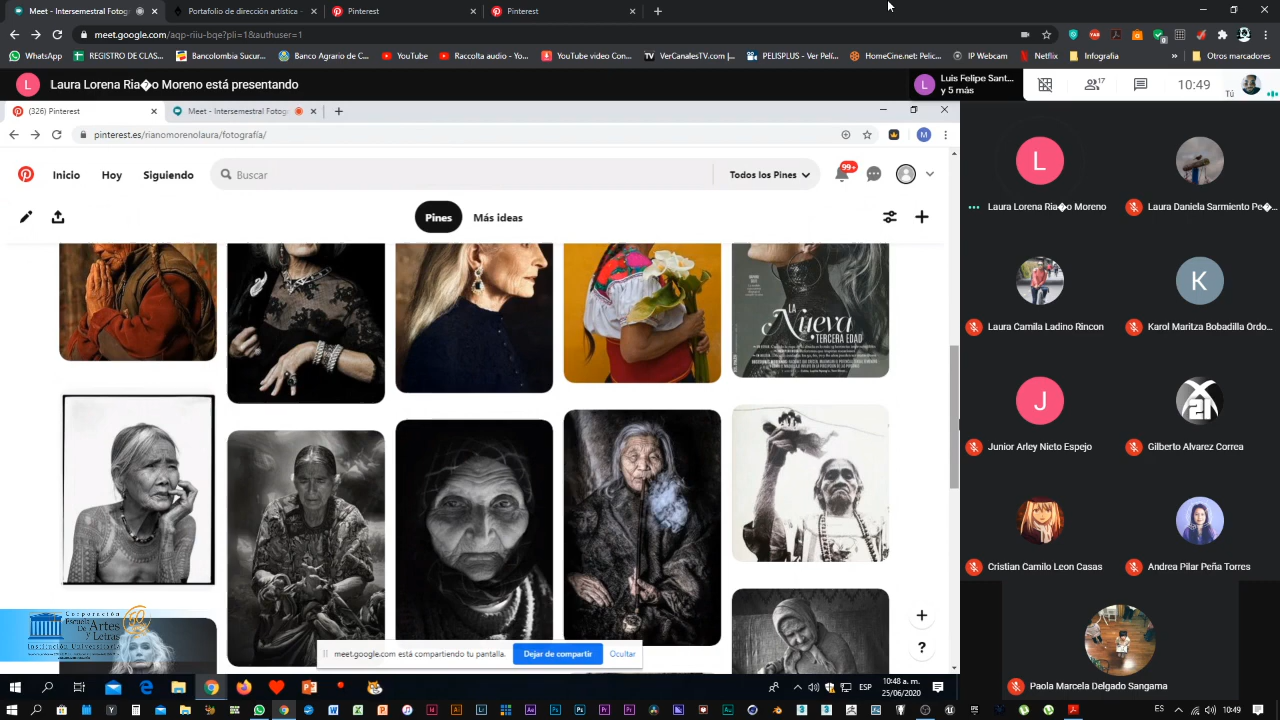 Meet - Intersemestral Fotog
Portafolio de dirección artística -
Pinterest
Pinterest
meet.google.com/aqp-riiu-bqe?pli=1&authuser=1
WhatsApp
REGISTRO DE CLAS...
Bancolombia Sucur...
Banco Agrario de C...
YouTube
Raccolta audio - Yo...
YouTube video Con...
VerCanalesTV.com |...
PELISPLUS - Ver Pelí...
HomeCine.net: Pelic...
IP Webcam
Netflix
Infografia
Otros marcadores
Laura Lorena Ria�o Moreno está presentando
Luis Felipe Sant...
y 5 más
17
10:49
Tú
(326) Pinterest
Meet - Intersemestral Fotog
pinterest.es/rianomorenolaura/fotografía/
M
Inicio
Hoy
Siguiendo
Buscar
Todos los Pines
99+
Pines
Más ideas
LA
Nueva
TERCERA EDAD
L
Laura Lorena Ria�o Moreno
Laura Daniela Sarmiento Pe�...
Laura Camila Ladino Rincon
K
Karol Maritza Bobadilla Ordo...
J
Junior Arley Nieto Espejo
Gilberto Alvarez Correa
Cristian Camilo Leon Casas
Andrea Pilar Peña Torres
Paola Marcela Delgado Sangama
Corporación
Escuela de
Artes
y Letras
Institución Universitaria
50
meet.google.com está compartiendo tu pantalla.
Dejar de compartir
Ocultar
ESP
10:48 a. m.
25/06/2020
ES
10:49